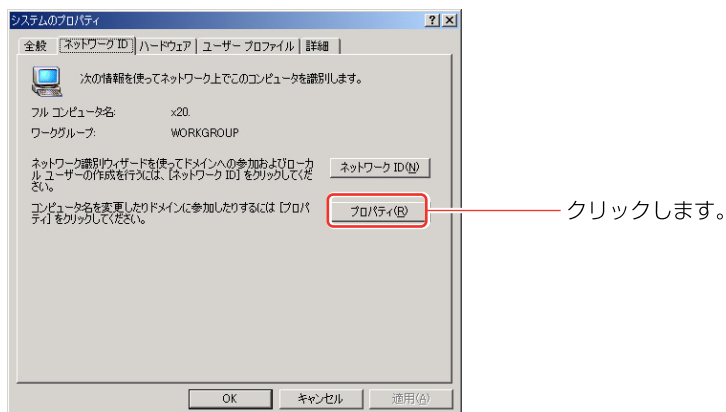 システムのプロパティ
全般 ネットワーク ID ハードウェア ユーザー プロファイル 詳細
次の情報を使ってネットワーク上でこのコンピュータを識別します。
フル コンピュータ名: x20.
ワークグループ: WORKGROUP
ネットワーク識別ウィザードを使ってドメインへの参加およびローカ
ル ユーザーの作成を行うには、[ネットワーク ID] をクリックしてくだ
さい。
ネットワーク ID(N)
コンピュータ名を変更したりドメインに参加したりするには [プロパ
ティ] をクリックしてください。
プロパティ(R)
クリックします。
OK キャンセル 適用(A)